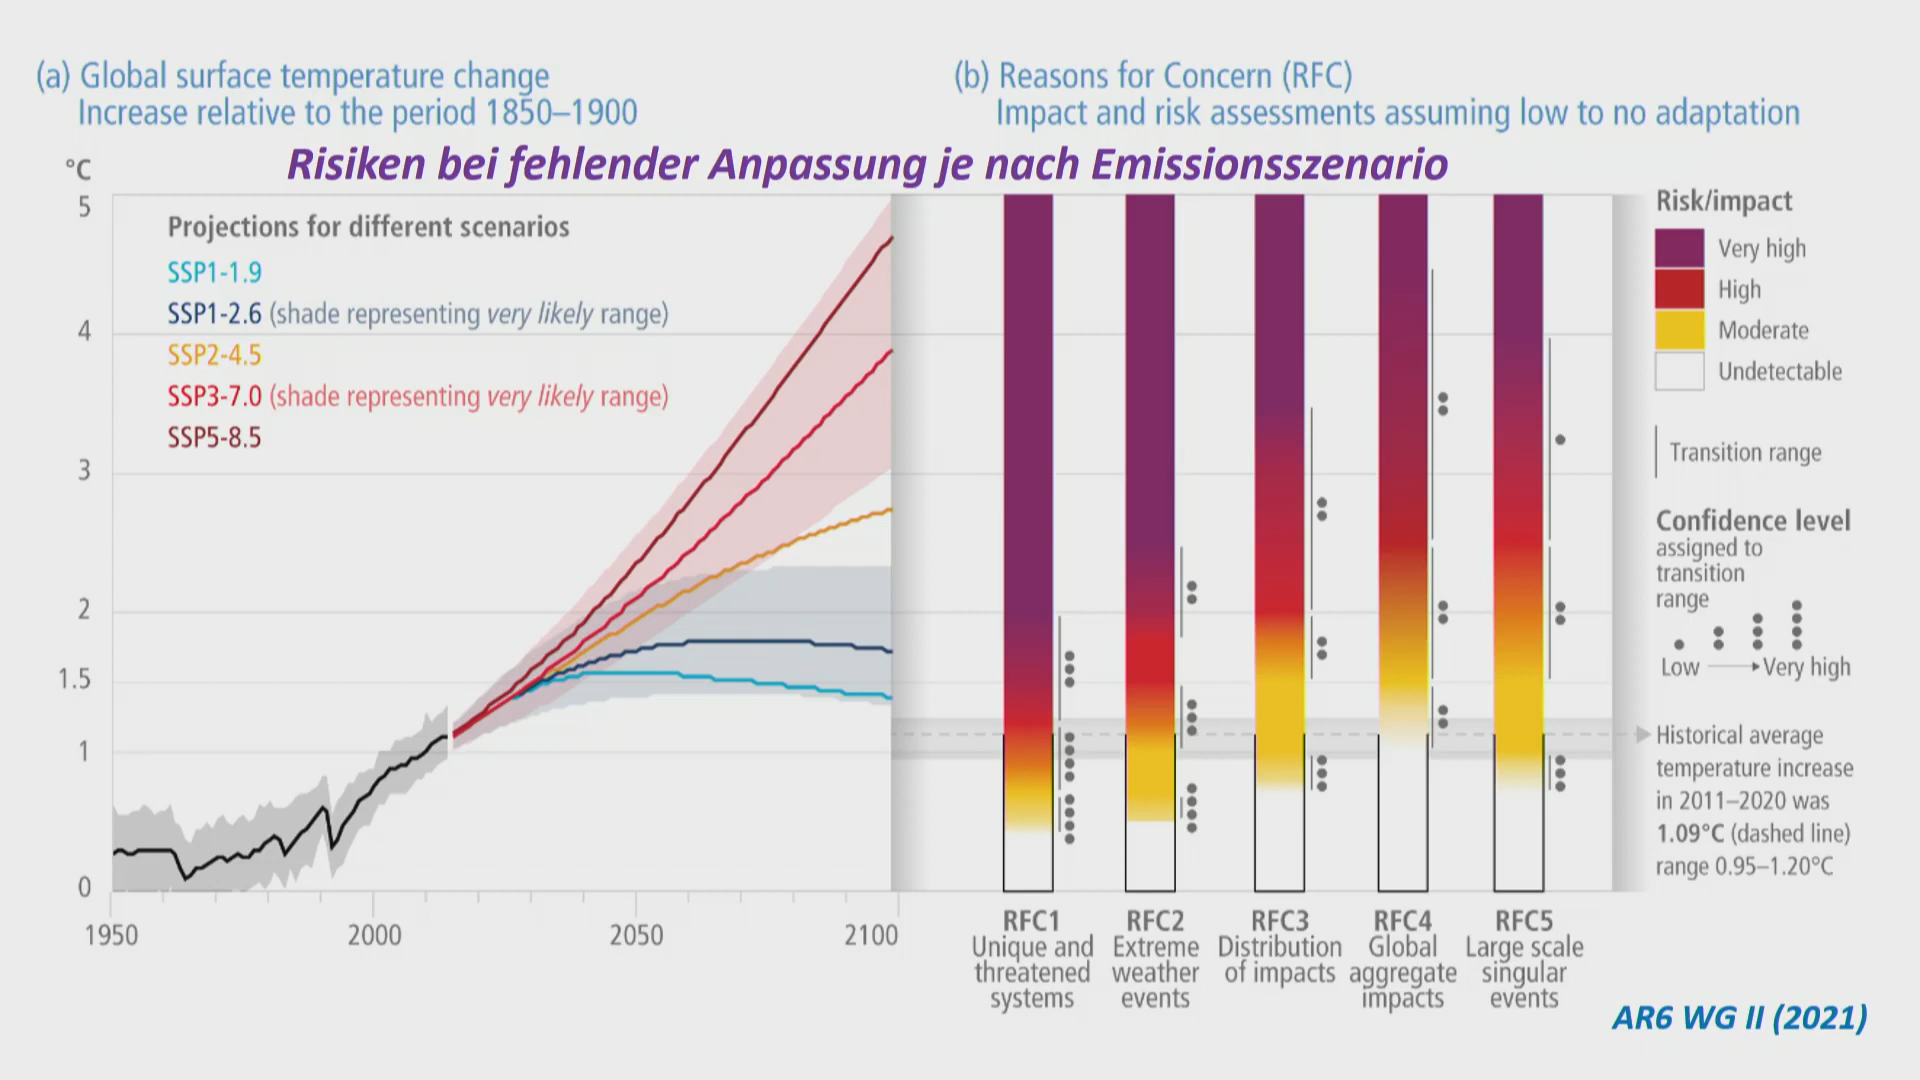 (a) Global surface temperature change
Increase relative to the period 1850–1900
(b) Reasons for Concern (RFC)
Impact and risk assessments assuming low to no adaptation
Risiken bei fehlender Anpassung je nach Emissionsszenario
°C
5
4
3
2
1.5
1
0
Projections for different scenarios
SSP1-1.9
SSP1-2.6 (shade representing very likely range)
SSP2-4.5
SSP3-7.0 (shade representing very likely range)
SSP5-8.5
1950
2000
2050
2100
RFC1
Unique and
threatened
systems
RFC2
Extreme
weather
events
RFC3
Distribution
of impacts
RFC4
Global
aggregate
impacts
RFC5
Large scale
singular
events
Risk/impact
Very high
High
Moderate
Undetectable
Transition range
Confidence level
assigned to
transition
range
Low
Very high
Historical average
temperature increase
in 2011–2020 was
1.09°C (dashed line)
range 0.95–1.20°C
AR6 WG II (2021)